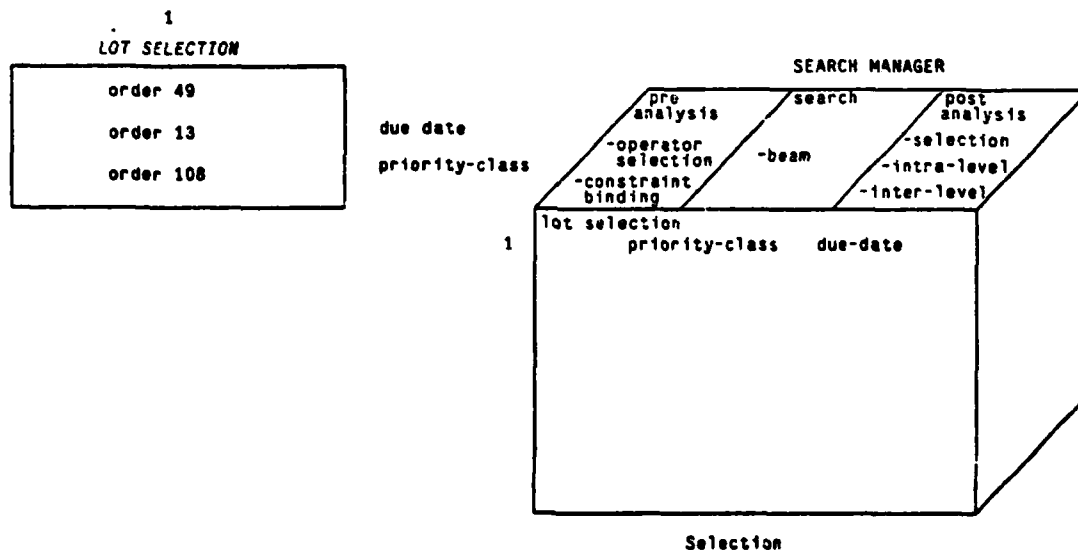 1
LOT SELECTION
order 49
order 13
order 108
due date
priority-class
SEARCH MANAGER
pre
analysis
-operator
selection
-constraint
binding
search
-beam
post
analysis
-selection
-intra-level
-inter-level
lot selection
1 priority-class due-date
Selection